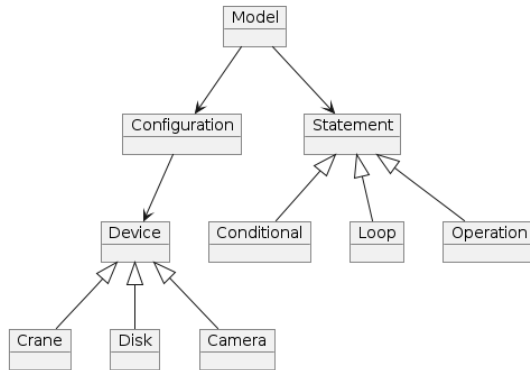 Model
Configuration
Statement
Device
Conditional
Loop
Operation
Crane
Disk
Camera